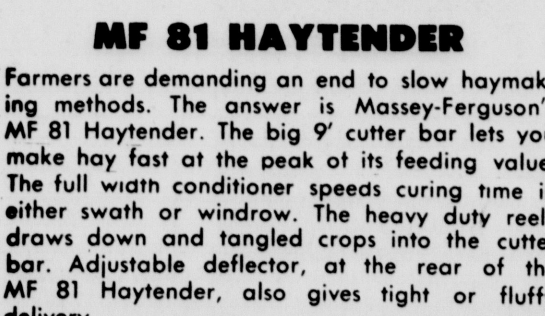 MF 81 HAYTENDER
Farmers are demanding an end to slow haymak
ing methods. The answer is Massey-Ferguson'
MF 81 Haytender. The big 9' cutter bar lets yo
make hay fast at the peak of its feeding value
The full width conditioner speeds curing time i
either swath or windrow. The heavy duty reel
draws down and tangled crops into the cutte
bar. Adjustable deflector, at the rear of th
MF 81 Haytender, also gives tight or fluff
delivery